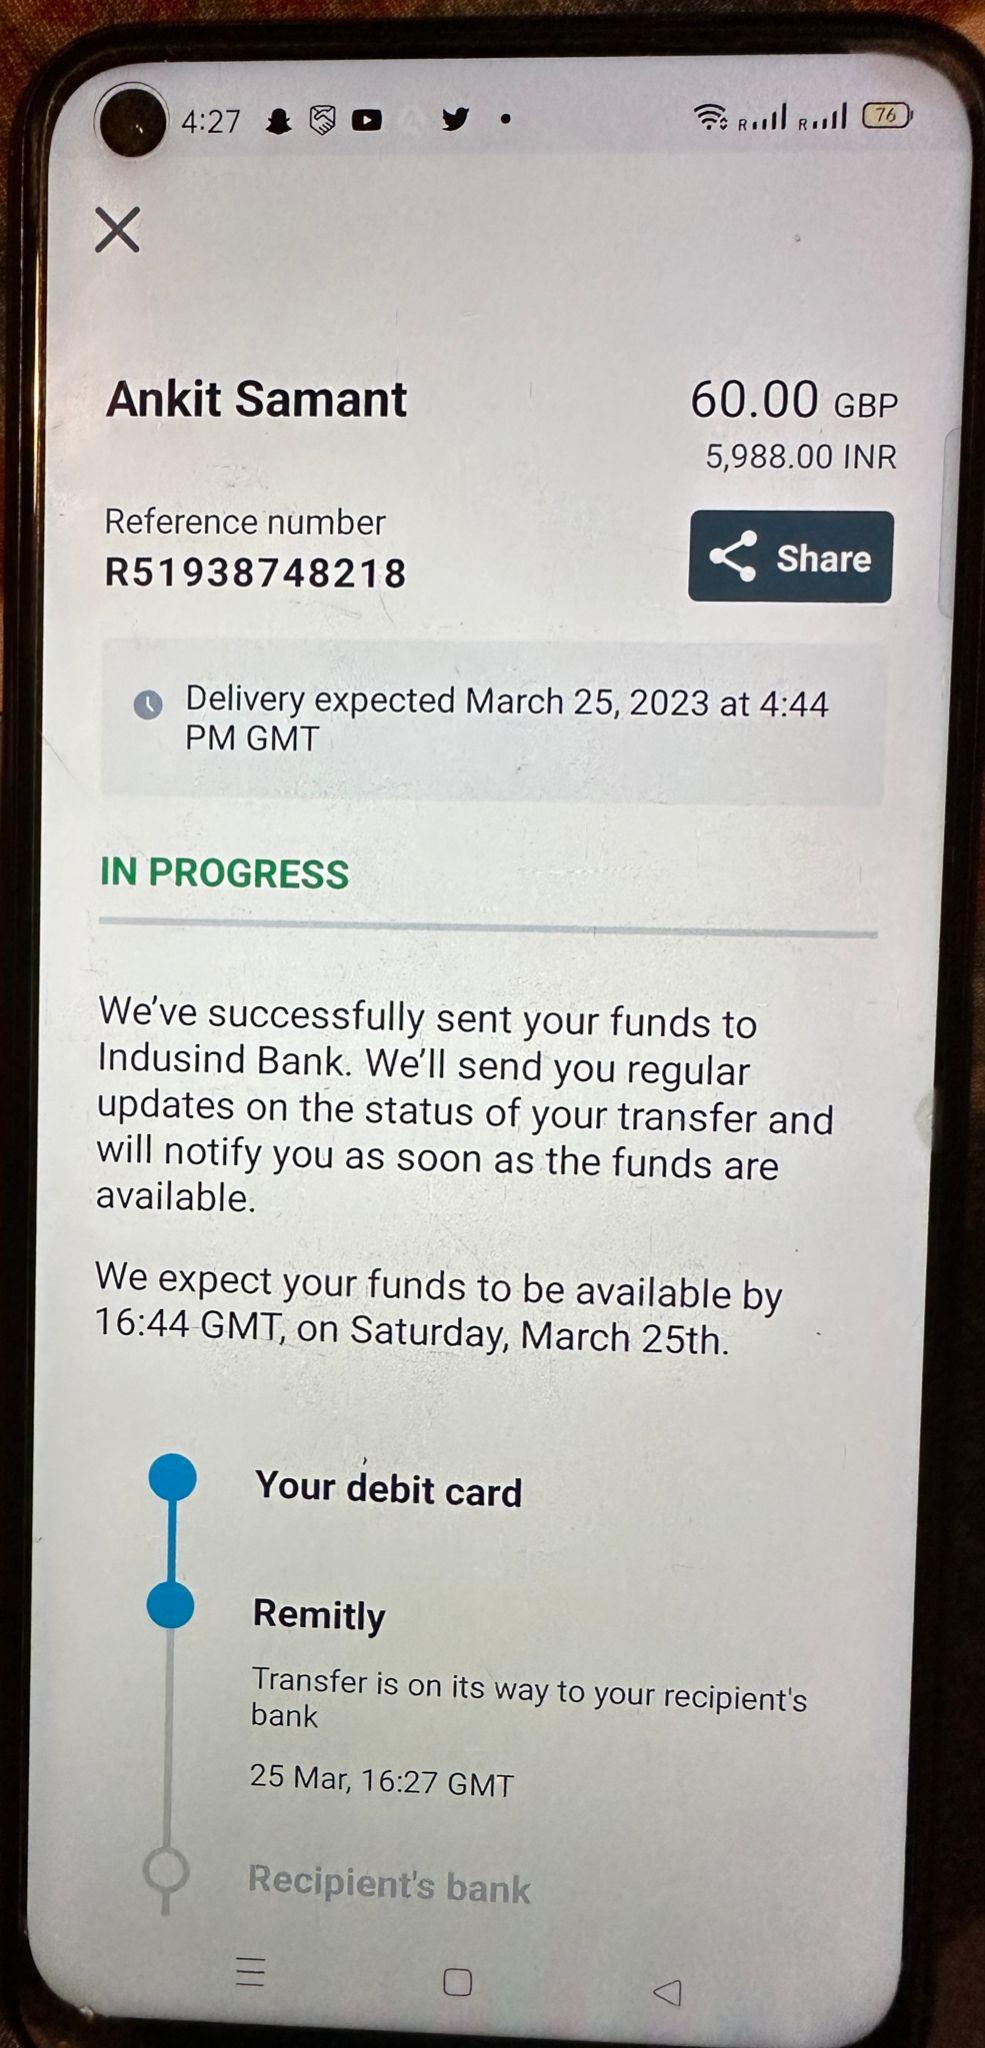 4:27
R
R
76
Ankit Samant
60.00 GBP
5,988.00 INR
Reference number
R51938748218
Share
Delivery expected March 25, 2023 at 4:44
PM GMT
IN PROGRESS
We've successfully sent your funds to
Indusind Bank. We'll send you regular
updates on the status of your transfer and
will notify you as soon as the funds are
available.
We expect your funds to be available by
16:44 GMT, on Saturday, March 25th.
Your debit card
Remitly
Transfer is on its way to your recipient's
bank
25 Mar, 16:27 GMT
Recipient's bank